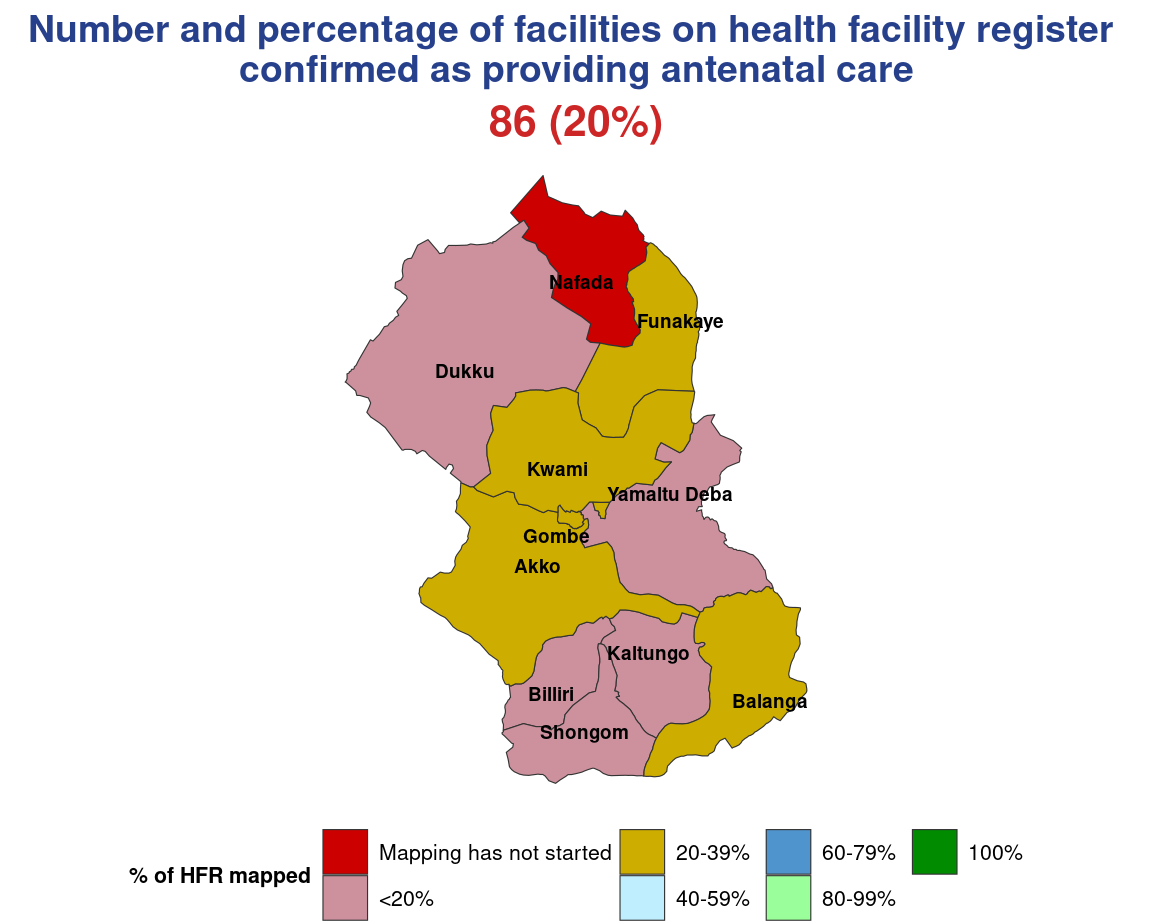 Number and percentage of facilities on health facility register
confirmed as providing antenatal care
86 (20%)
Nafada
Funakaye
Dukku
Kwami
Yamaltu Deba
Gombe
Akko
Kaltungo
Billiri
Balanga
Shongom
% of HFR mapped
Mapping has not started
<20%
20-39%
40-59%
60-79%
80-99%
100%